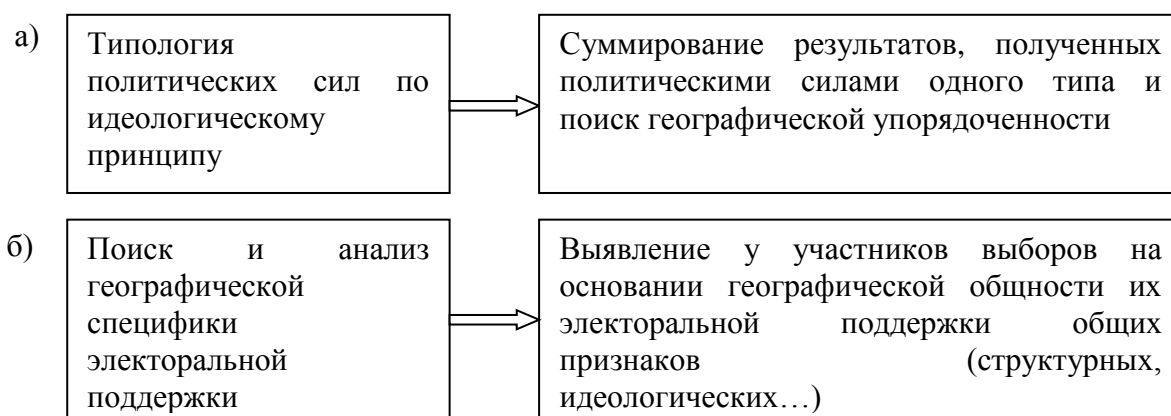 а)
Типология
политических сил по
идеологическому
принципу
Суммирование результатов, полученных
политическими силами одного типа и
поиск географической упорядоченности
б)
Поиск и анализ
географической
специфики
электоральной
поддержки
Выявление у участников выборов на
основании географической общности их
электоральной поддержки общих
признаков (структурных,
идеологических…)